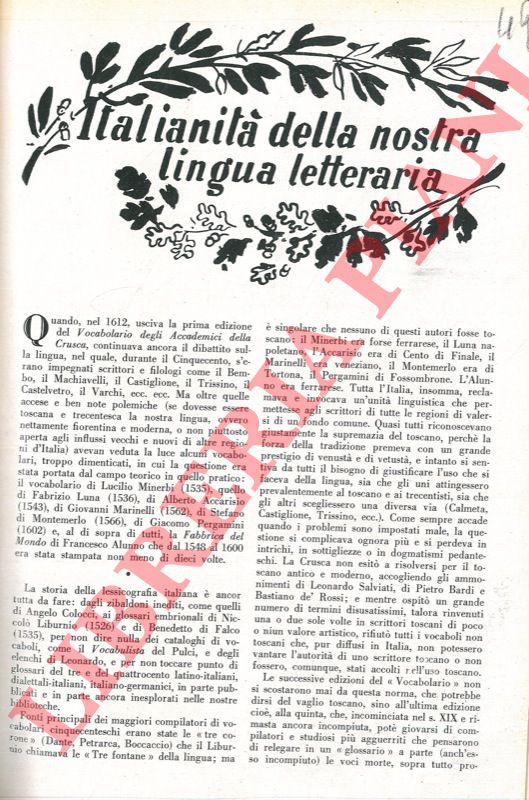 49
Italianità della nostra
lingua letteraria
Quando, nel 1612, usciva la prima edizione
del Vocabolario degli Accademici della
Crusca, continuava ancora il dibattito sul-
la lingua, nel quale, durante il Cinquecento, s'e-
rano impegnati scrittori e filologi come il Bem-
bo, il Machiavelli, il Castiglione, il Trissino, il
Castelvetro, il Varchi, ecc. ecc. Ma oltre quelle
accese e ben note polemiche (se dovesse essere
toscana e trecentesca la nostra lingua, o più
nettamente fiorentina e moderna, o non piuttosto
aperta agli influssi vecchi e nuovi di altre regio-
ni d'Italia) avevan veduta la luce alcuni vocabo-
lari, troppo dimenticati, in cui la questione era
stata portata dal campo teorico in quello pratico:
il vocabolario di Lucilio Minerbi (1535), quello
di Fabrizio Luna (1536), di Alberto Accarisio
(1543), di Giovanni Marinelli (1562), di Stefano
di Montemerlo (1566), di Giacomo Pergamini
(1602) e, al di sopra di tutti, la Fabbrica del
Mondo di Francesco Alunno che dal 1548 al 1600
era stata stampata non meno di dieci volte.
•
La storia della lessicografia italiana è ancor
tutta da fare: dagli zibaldoni inediti, come quelli
di Angelo Colocci, ai glossari embrionali di Nic-
colò Liburnio (1526) e di Benedetto di Falco
(1535), per non dire sulla cataloghi di vo-
caboli, come il Vocabulista del Pulci, e degli
elenchi di Leonardo, e per non toccare punto di
glossari del tre e del quattrocento latino-italiani,
dialettali-italiani, italiano-germanici, in parte pub-
blicati e in parte ancora inesplorati nelle nostre
biblioteche.
Fonti principali dei maggiori compilatori di vo-
cabolari cinquecenteschi erano state le « tre co-
rone » (Dante, Petrarca, Boccaccio) che il Libur-
nio chiamava le « Tre fontane » della lingua; ma
è singolare che nessuno di questi autori fosse to-
scano: il Minerbi era forse ferrarese, il Luna na-
poletano, l'Accarisio era di Cento di Finale, il
Marinelli era veneziano, il Montemerlo era di
Tortona, il Pergamini di Fossombrone. L'Alun-
no era ferrarese. Tutta l'Italia, insomma, recla-
mava e invocava un'unità linguistica che per-
mettesse agli scrittori di tutte le regioni di valer-
si di un fondo comune. Quasi tutti riconoscevano
giustamente la supremazia del toscano, perchè la
forza della tradizione premeva con un grande
prestigio di venustà e di vetustà, e intanto si sen-
tiva da tutti il bisogno di giustificare l'uso che si
faceva della lingua, sia che gli uni attingessero
prevalentemente al toscano e ai trecentisti, sia che
gli altri scegliessero una diversa via (Calmeta,
Castiglione, Trissino, ecc.). Come sempre accade
quando i problemi sono impostati male, la que-
stione si complicava ognora più e si perdeva in
intrichi, in sottigliezze o in dogmatismi pedante-
schi. La Crusca non esitò a risolversi per il to-
scano antico e moderno, accogliendo gli ammo-
nimenti di Leonardo Salviati, di Pietro Bardi e
Bastiano de' Rossi; e mentre ospitò un grande
numero di termini disusatissimi, talora rinvenuti
una o due sole volte in scrittori toscani di poco
o niun valore artistico, rifiutò tutti i vocaboli non
toscani che, pur diffusi in Italia, non potessero
vantare l'autorità di uno scrittore toscano o non
fossero, comunque, stati accolti nell'uso toscano.
Le successive edizioni del « Vocabolario » non
si scostarono mai da questa norma, che potrebbe
dirsi del vaglio toscano, sino all'ultima edizione
cioè, alla quinta, che, incominciata nel s. XIX e ri-
masta ancora incompiuta, potè giovarsi di com-
pilatori e studiosi più agguerriti che pensarono
di relegare in un « glossario » a parte (anch'es-
so incompiuto) le voci morte, sopra tutto pro-
LIBRERIA PIANI